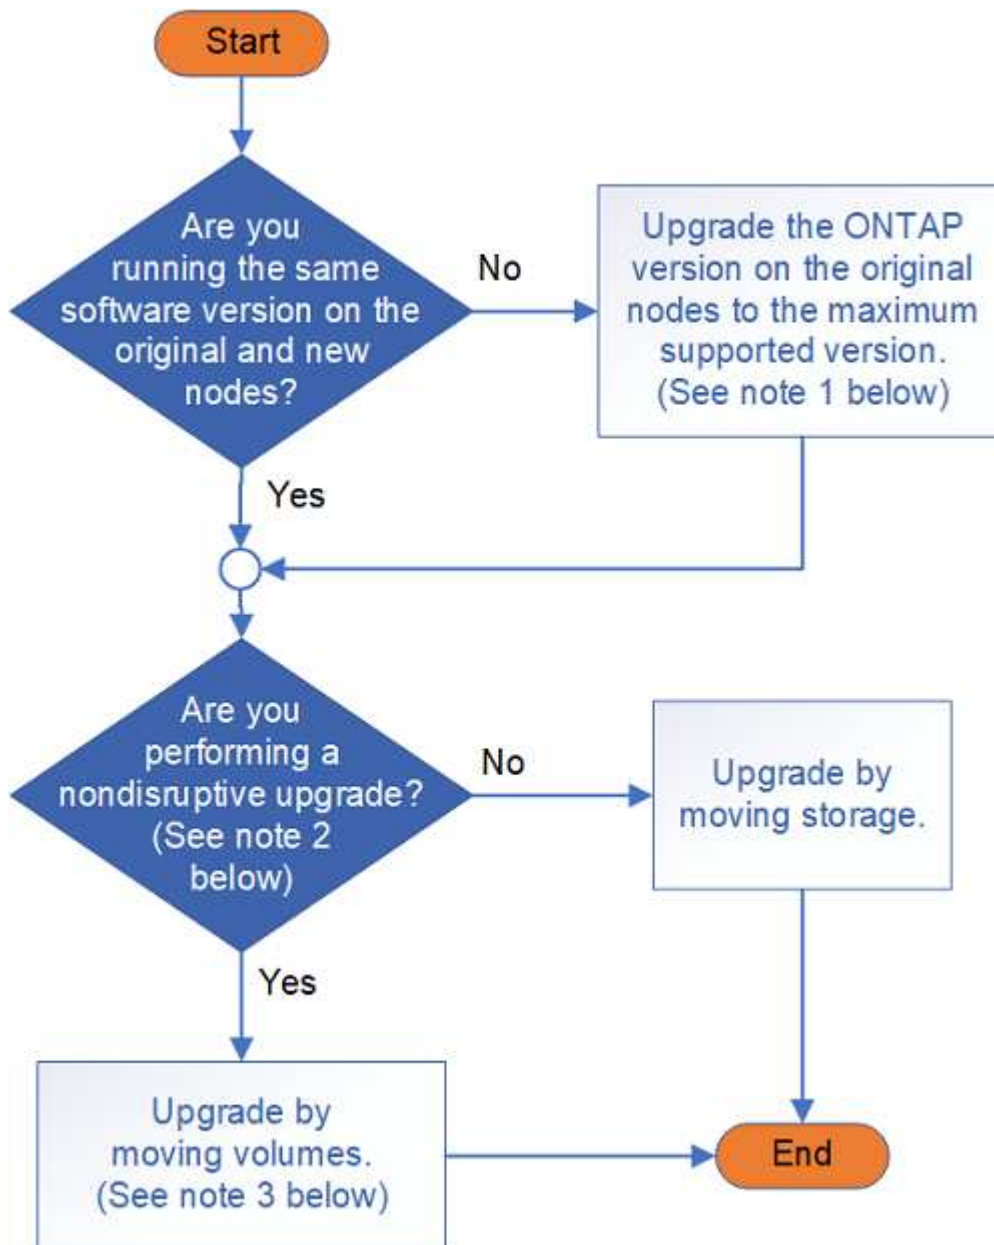 Start
Are you
running the same
software version on the
original and new
nodes?
No
Upgrade the ONTAP
version on the original
nodes to the maximum
supported version.
(See note 1 below)
Yes
Are you
performing a
nondisruptive upgrade?
(See note 2
below)
No
Upgrade by
moving storage.
Yes
Upgrade by
moving volumes.
(See note 3 below)
End